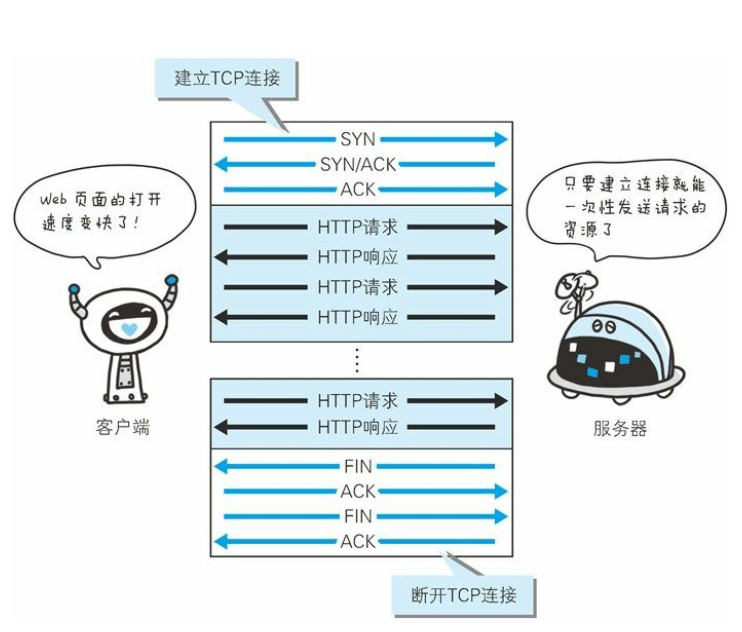 建立TCP连接
SYN
SYN/ACK
ACK
Web 页面的打开
速度变快了!
只要建立连接就能
一次性发送请求的
资源了
HTTP请求
HTTP响应
HTTP请求
HTTP响应
HTTP请求
HTTP响应
客户端
服务器
FIN
ACK
FIN
ACK
断开TCP连接